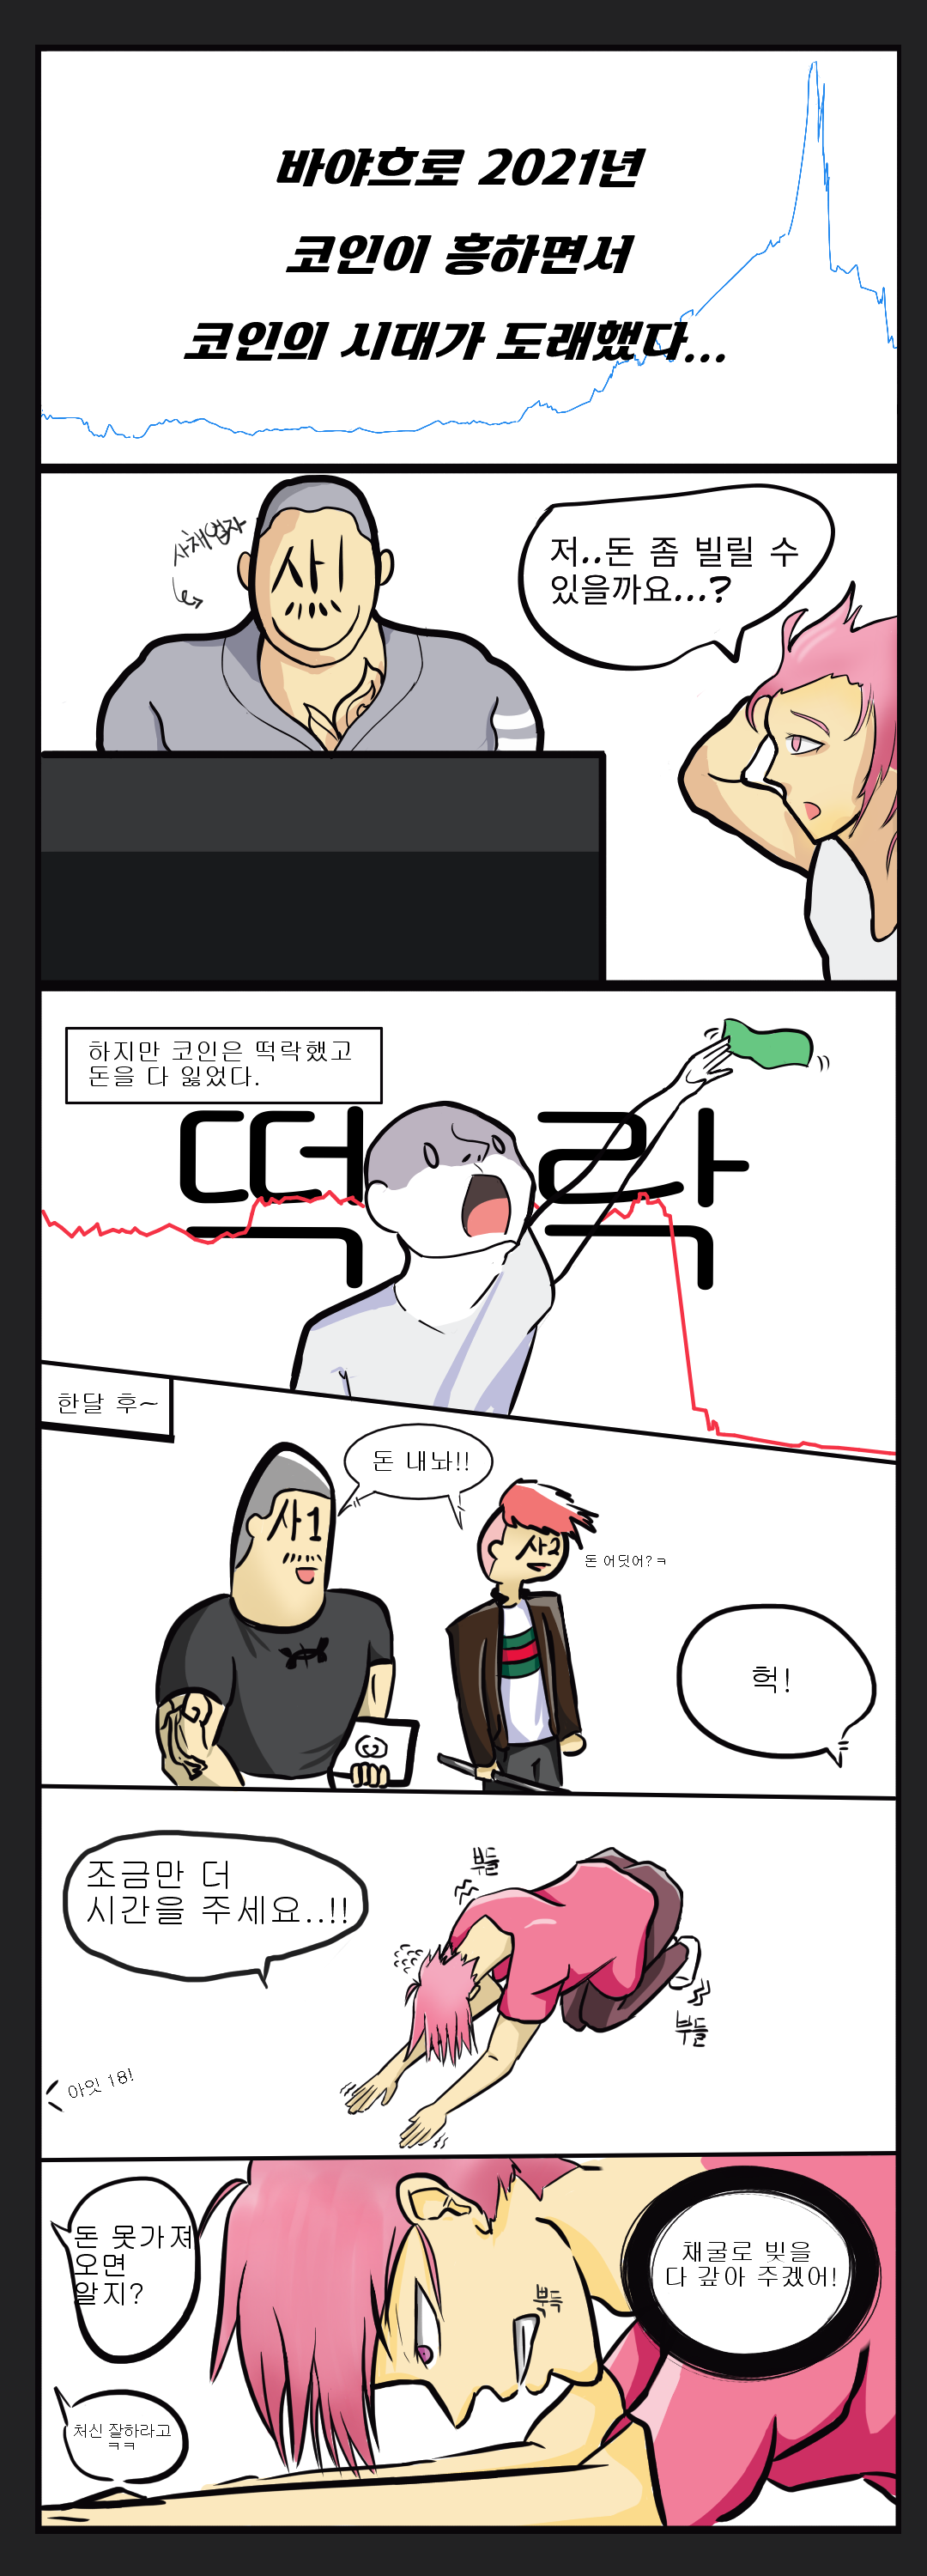 바야흐로 2021년
코인이 흥하면서
코인의 시대가 도래했다...
사채업자
사
저..돈 좀 빌릴 수
있을까요...?
하지만 코인은 떡락했고
돈을 다 잃었다.
떡락
한달 후~
돈 내놔!!
사1
사2
돈 어딧어?ㅋ
헉!
조금만 더
시간을 주세요..!!
부들
부들
아잇 18!
돈 못가져
오면
알지?
부득
채굴로 빚을
다 갚아 주겠어!
처신 잘하라고
ㅋㅋ